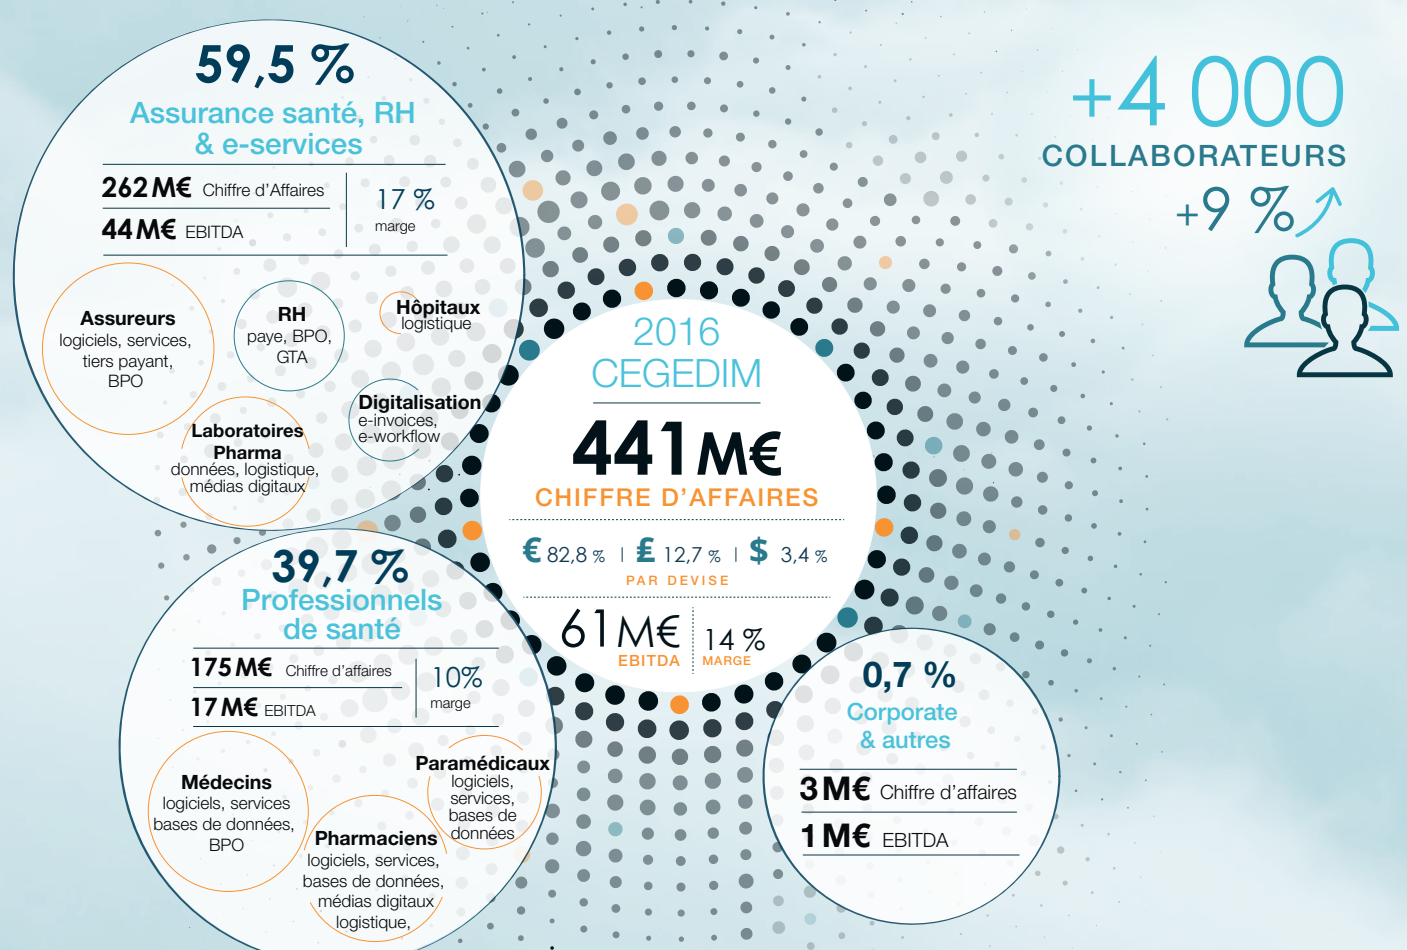 59,5 %
Assurance santé, RH
& e-services
262 M€ Chiffre d'Affaires
44 M€ EBITDA
17 %
marge
Assureurs
logiciels, services,
tiers payant,
BPO
RH
paye, BPO,
GTA
Hôpitaux
logistique
Digitalisation
e-invoices,
e-workflow
Laboratoires
Pharma
données, logistique,
médias digitaux
2016
CEGEDIM
441 M€
CHIFFRE D'AFFAIRES
€ 82,8 % | £ 12,7 % | $ 3,4 %
PAR DEVISE
61 M€
EBITDA
14 %
MARGE
+4 000
COLLABORATEURS
+9 %
39,7 %
Professionnels
de santé
175 M€ Chiffre d'affaires
17 M€ EBITDA
10%
marge
Médecins
logiciels, services
bases de données,
BPO
Pharmaciens
logiciels, services,
bases de données,
médias digitaux
logistique,
Paramédicaux
logiciels,
services,
bases de
données
0,7 %
Corporate
& autres
3 M€ Chiffre d'affaires
1 M€ EBITDA